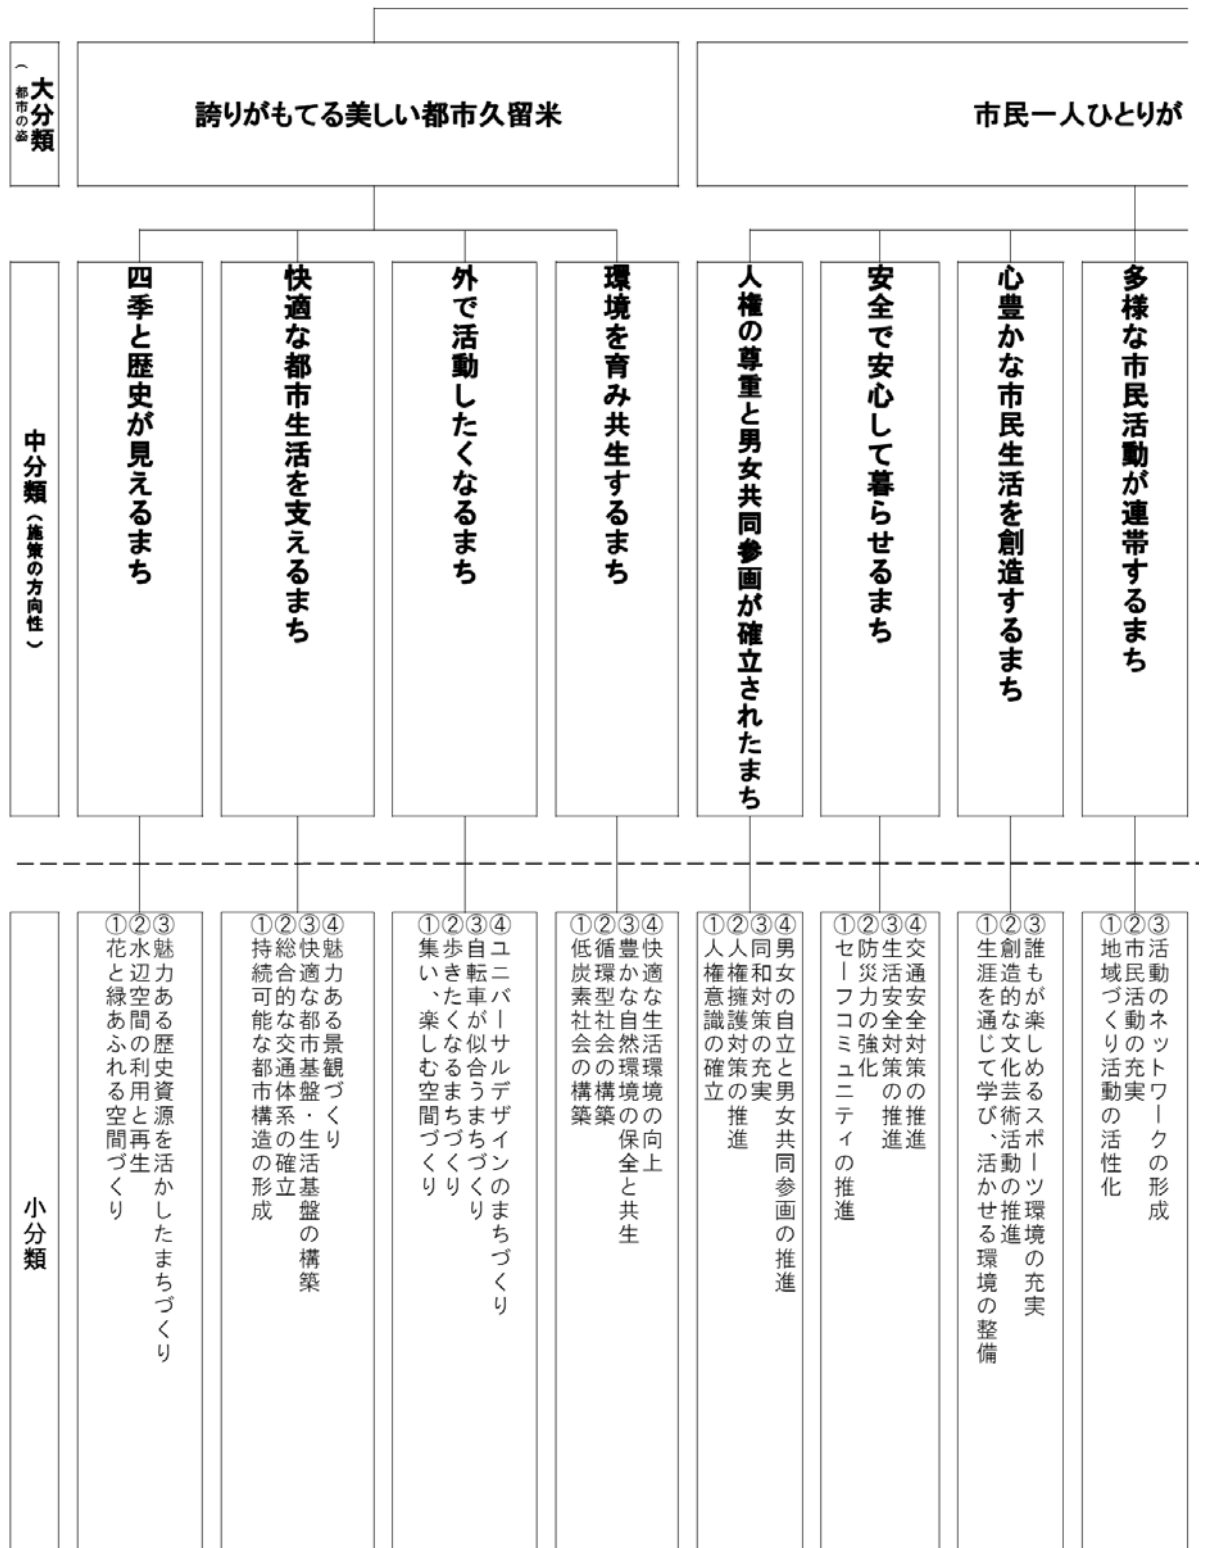 大分類
（都市の姿
誇りがもてる美しい都市久留米
市民一人ひとりが
中分類（施策の方向性）
四季と歴史が見えるまち
快適な都市生活を支えるまち
外で活動したくなるまち
環境を育み共生するまち
人権の尊重と男女共同参画が確立されたまち
安全で安心して暮らせるまち
心豊かな市民生活を創造するまち
多様な市民活動が連帯するまち
小分類
①花と緑あふれる空間づくり
②水辺空間の利用と再生
③魅力ある歴史資源を活かしたまちづくり
①持続可能な都市構造の形成
②総合的な交通体系の確立
③快適な都市基盤・生活基盤の構築
④魅力ある景観づくり
①集い、楽しむ空間づくり
②歩きたくなるまちづくり
③自転車が似合うまちづくり
④ユニバーサルデザインのまちづくり
①低炭素社会の構築
②循環型社会の構築
③豊かな自然環境の保全と共生
④快適な生活環境の向上
①人権意識の確立
②人権擁護対策の推進
③同和対策の充実
④男女の自立と男女共同参画の推進
①セーフコミュニティの推進
②防災力の強化
③生活安全対策の推進
④交通安全対策の推進
①生涯を通じて学び、活かせる環境の整備
②創造的な文化芸術活動の推進
③誰もが楽しめるスポーツ環境の充実
①地域づくり活動の活性化
②市民活動の充実
③活動のネットワークの形成